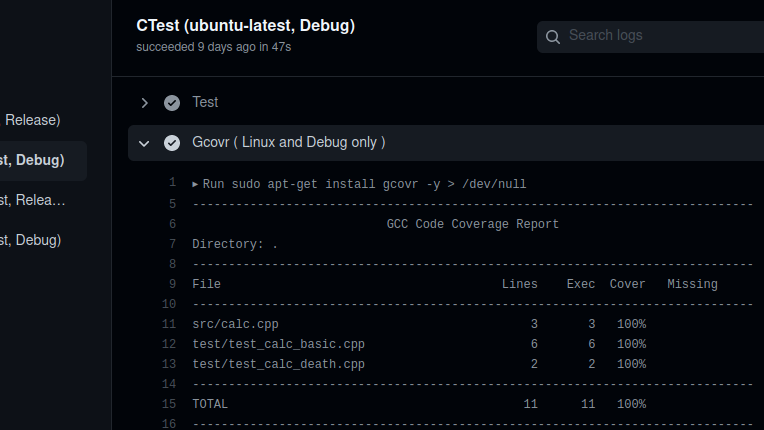 CTest (ubuntu-latest, Debug)
succeeded 9 days ago in 47s
Search logs
Release)
st, Debug)
st, Relea…
st, Debug)
Test
Gcovr ( Linux and Debug only )
1 ▸ Run sudo apt-get install gcovr -y > /dev/null
5 ------------------------------------------------------------------------------
6 GCC Code Coverage Report
7 Directory: .
8 ------------------------------------------------------------------------------
9 File Lines Exec Cover Missing
10 ------------------------------------------------------------------------------
11 src/calc.cpp 3 3 100%
12 test/test_calc_basic.cpp 6 6 100%
13 test/test_calc_death.cpp 2 2 100%
14 ------------------------------------------------------------------------------
15 TOTAL 11 11 100%
16 ------------------------------------------------------------------------------